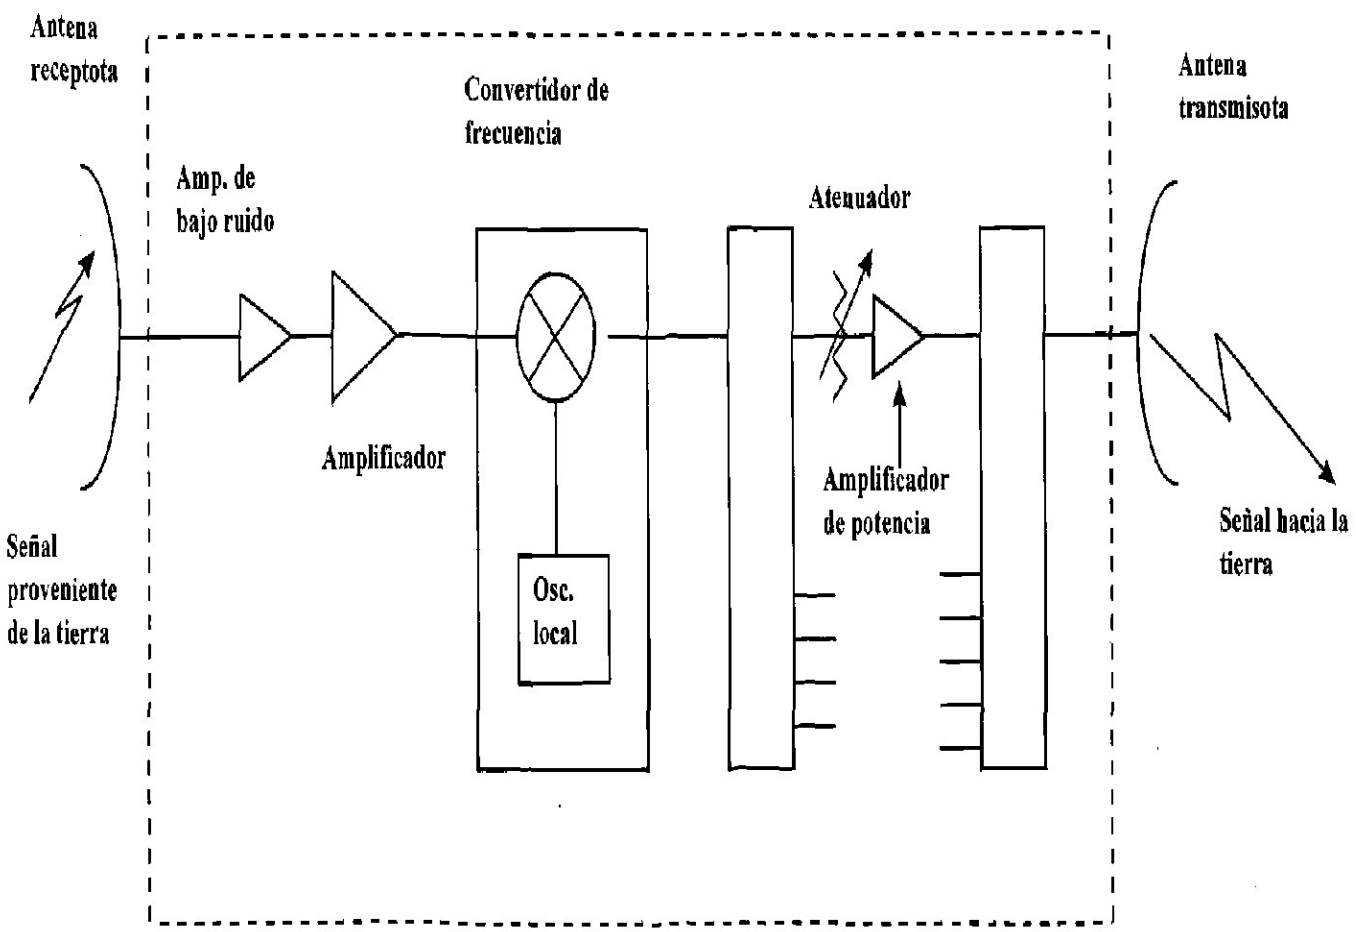 Antena
receptota
Convertidor de
frecuencia
Antena
transmisota
Amp. de
bajo ruido
Atenuador
Amplificador
Amplificador
de potencia
Señal
proveniente
de la tierra
Osc.
local
Señal hacia la
tierra